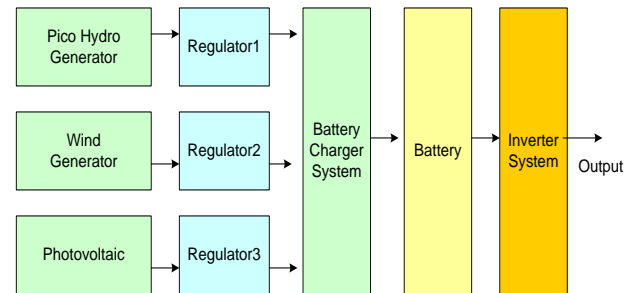 Pico Hydro
Generator
Regulator1
Wind
Generator
Regulator2
Photovoltaic
Regulator3
Battery
Charger
System
Battery
Inverter
System
Output